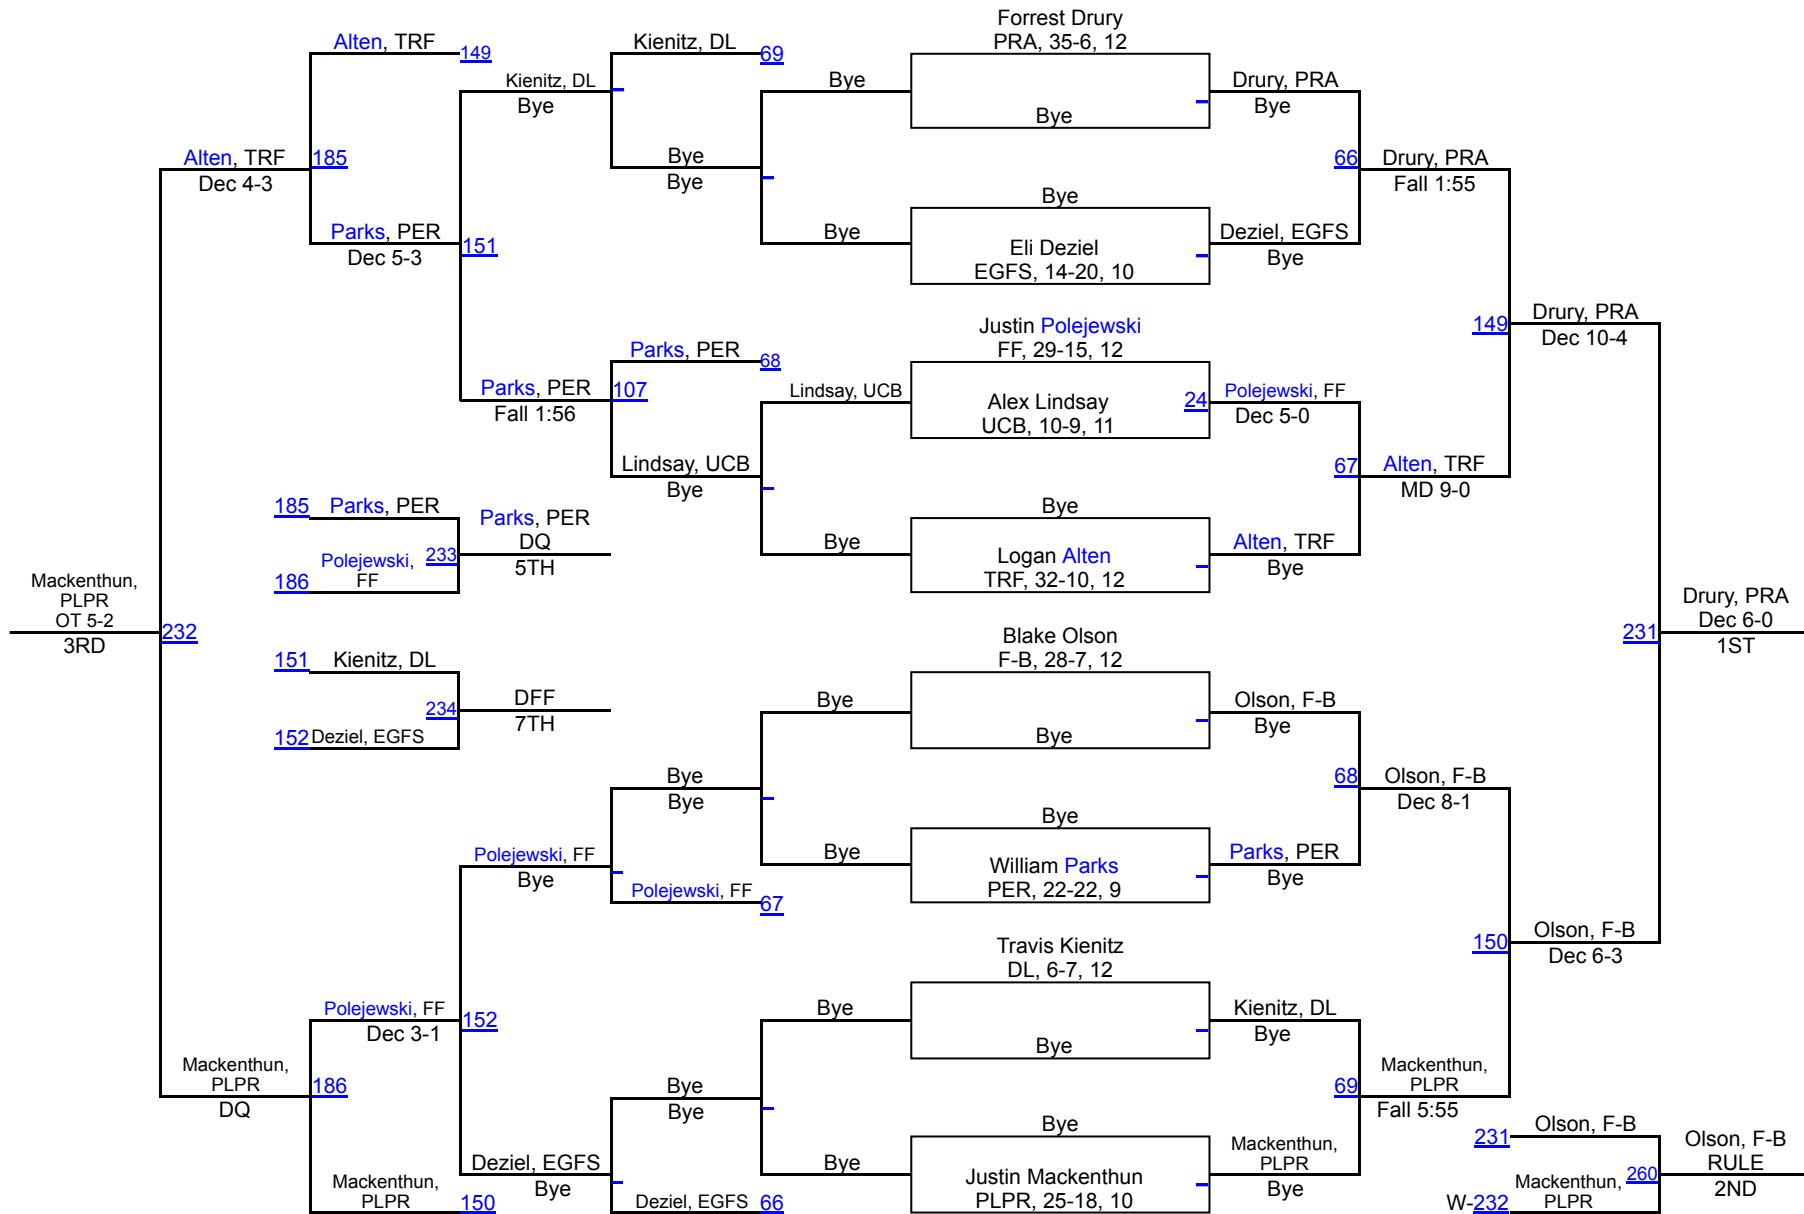 Forrest Drury
PRA, 35-6, 12
Alten, TRF
149
Kienitz, DL
69
Kienitz, DL
Bye
Bye
Bye
Drury, PRA
Bye
Alten, TRF
Dec 4-3
185
Bye
Bye
66
Drury, PRA
Fall 1:55
Parks, PER
Dec 5-3
151
Bye
Bye
Eli Deziel
EGFS, 14-20, 10
Deziel, EGFS
Bye
Drury, PRA
Dec 10-4
149
Justin Polejewski
FF, 29-15, 12
Parks, PER
68
Parks, PER
Fall 1:56
107
Lindsay, UCB
Alex Lindsay
UCB, 10-9, 11
24
Polejewski, FF
Dec 5-0
Lindsay, UCB
Bye
67
Alten, TRF
MD 9-0
185
Parks, PER
Parks, PER
DQ
5TH
233
Polejewski,
FF
186
Bye
Bye
Logan Alten
TRF, 32-10, 12
Alten, TRF
Bye
Mackenthun,
PLPR
OT 5-2
3RD
232
Drury, PRA
Dec 6-0
1ST
231
Blake Olson
F-B, 28-7, 12
151
Kienitz, DL
DFF
7TH
234
152
Deziel, EGFS
Bye
Bye
Olson, F-B
Bye
Bye
Bye
68
Olson, F-B
Dec 8-1
Polejewski, FF
Bye
Polejewski, FF
67
Bye
Bye
William Parks
PER, 22-22, 9
Parks, PER
Bye
150
Olson, F-B
Dec 6-3
Travis Kienitz
DL, 6-7, 12
Polejewski, FF
Dec 3-1
152
Bye
Bye
Kienitz, DL
Bye
Mackenthun,
PLPR
DQ
186
Bye
Bye
69
Mackenthun,
PLPR
Fall 5:55
Mackenthun,
PLPR
150
Deziel, EGFS
Bye
Deziel, EGFS
66
Bye
Bye
Justin Mackenthun
PLPR, 25-18, 10
Mackenthun,
PLPR
Bye
231
Olson, F-B
Olson, F-B
RULE
2ND
260
Mackenthun,
PLPR
W-232